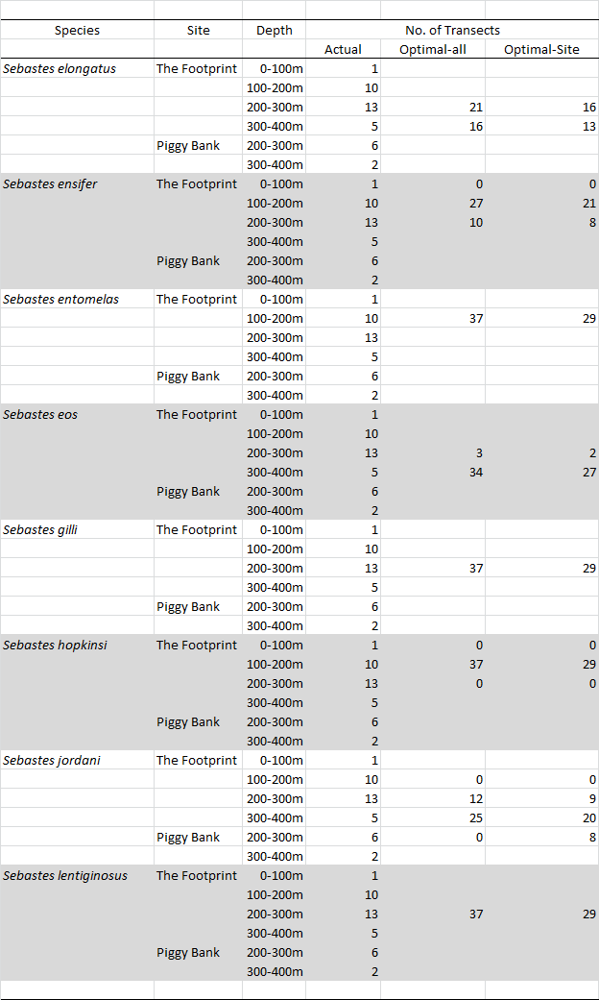 Species Site Depth No. of Transects
Actual Optimal-all Optimal-Site
Sebastes elongatus The Footprint 0-100m 1
100-200m 10
200-300m 13 21 16
300-400m 5 16 13
Piggy Bank 200-300m 6
300-400m 2
Sebastes ensifer The Footprint 0-100m 1 0 0
100-200m 10 27 21
200-300m 13 10 8
300-400m 5
Piggy Bank 200-300m 6
300-400m 2
Sebastes entomelas The Footprint 0-100m 1
100-200m 10 37 29
200-300m 13
300-400m 5
Piggy Bank 200-300m 6
300-400m 2
Sebastes eos The Footprint 0-100m 1
100-200m 10
200-300m 13 3 2
300-400m 5 34 27
Piggy Bank 200-300m 6
300-400m 2
Sebastes gilli The Footprint 0-100m 1
100-200m 10
200-300m 13 37 29
300-400m 5
Piggy Bank 200-300m 6
300-400m 2
Sebastes hopkinsi The Footprint 0-100m 1 0 0
100-200m 10 37 29
200-300m 13 0 0
300-400m 5
Piggy Bank 200-300m 6
300-400m 2
Sebastes jordani The Footprint 0-100m 1
100-200m 10 0 0
200-300m 13 12 9
300-400m 5 25 20
Piggy Bank 200-300m 6 0 8
300-400m 2
Sebastes lentiginosus The Footprint 0-100m 1
100-200m 10
200-300m 13 37 29
300-400m 5
Piggy Bank 200-300m 6
300-400m 2